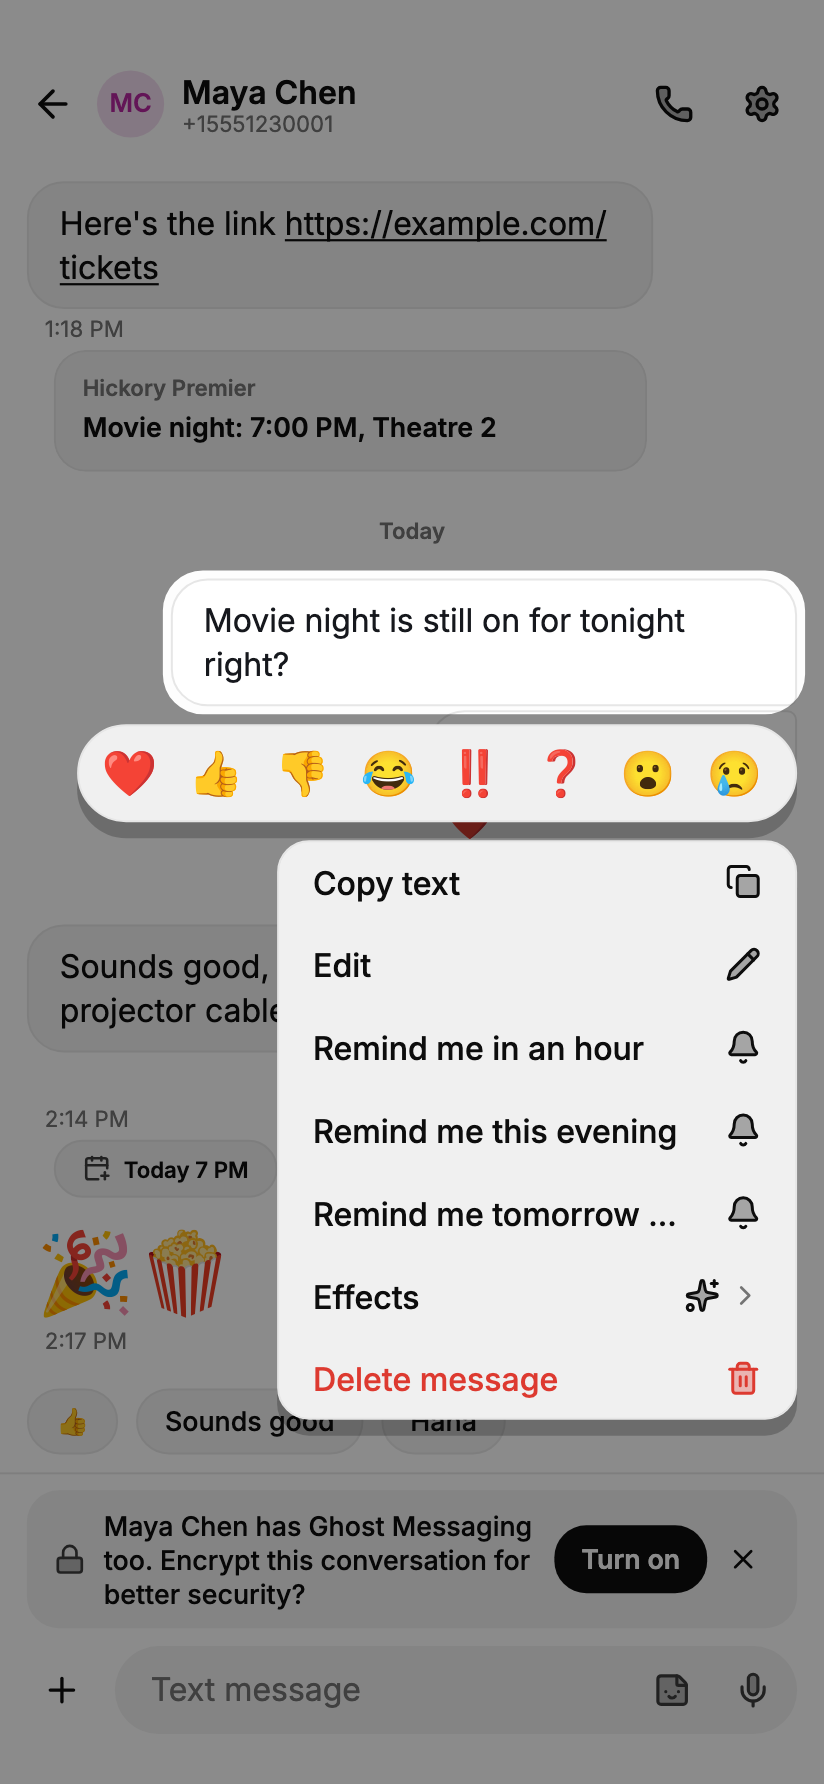 MC
Maya Chen
+15551230001
Here's the link https://example.com/
tickets
1:18 PM
Hickory Premier
Movie night: 7:00 PM, Theatre 2
Today
Movie night is still on for tonight
right?
Copy text
Edit
Remind me in an hour
Remind me this evening
Remind me tomorrow ...
Effects
Delete message
Sounds good,
projector cable
2:14 PM
Today 7 PM
2:17 PM
Sounds good
Haha
Maya Chen has Ghost Messaging
too. Encrypt this conversation for
better security?
Turn on
Text message